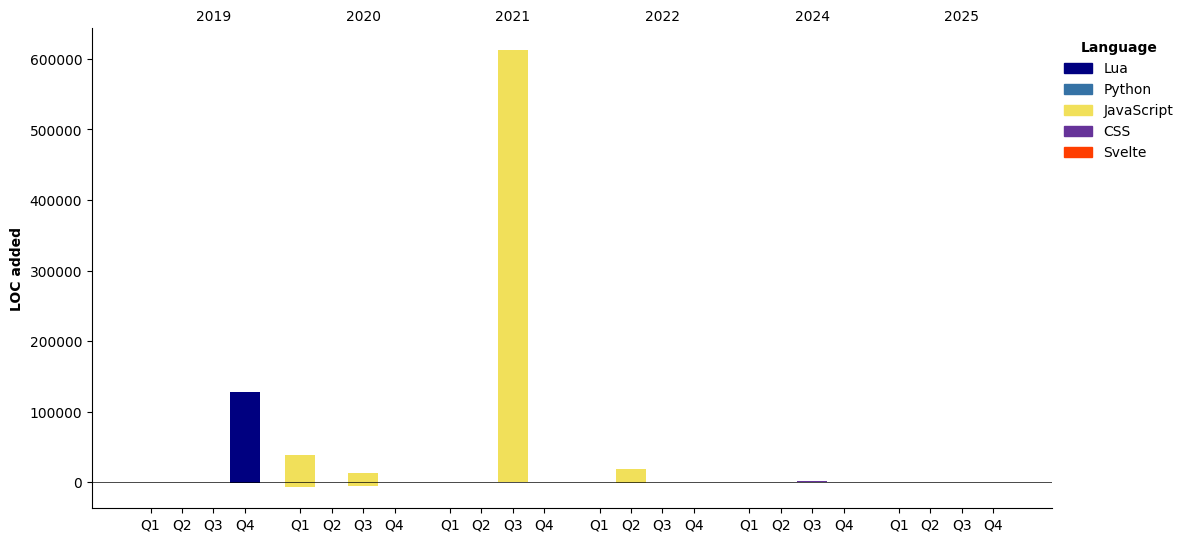 2019 2020 2021 2022 2024 2025
Language
Lua
Python
JavaScript
CSS
Svelte
LOC added
600000
500000
400000
300000
200000
100000
0
Q1 Q2 Q3 Q4 Q1 Q2 Q3 Q4 Q1 Q2 Q3 Q4 Q1 Q2 Q3 Q4 Q1 Q2 Q3 Q4 Q1 Q2 Q3 Q4